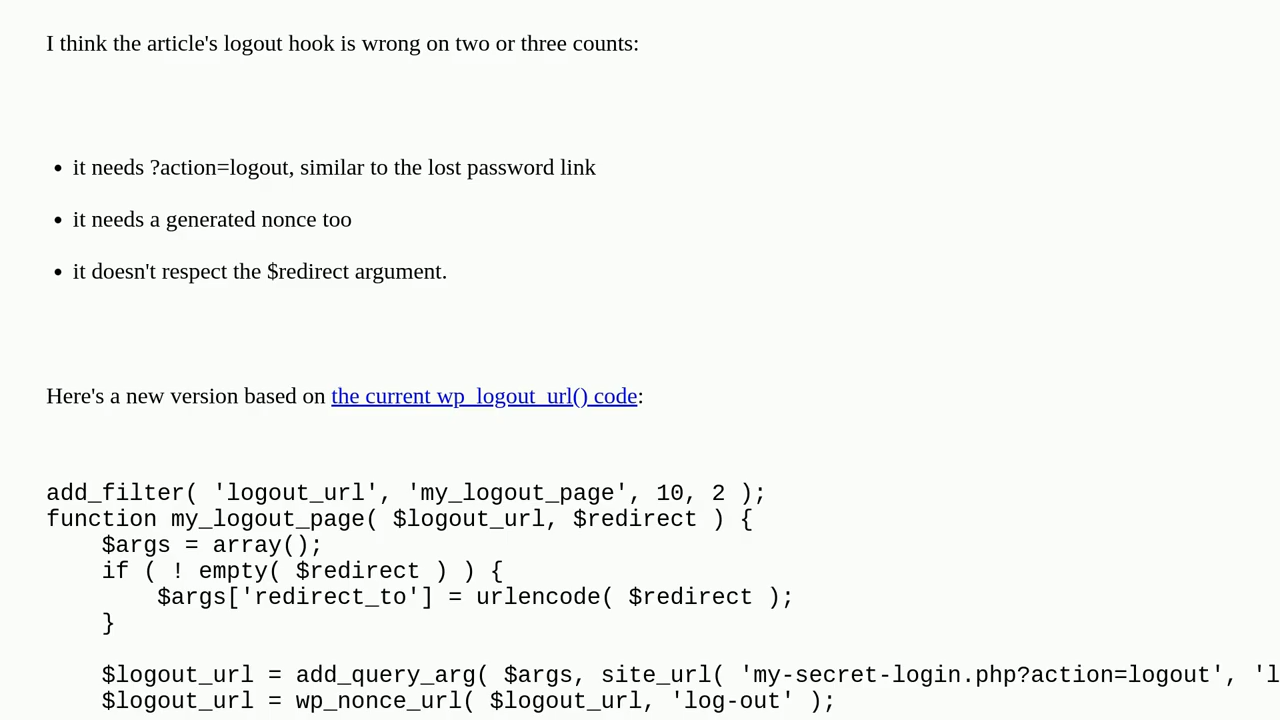 I think the article's logout hook is wrong on two or three counts:
• it needs ?action=logout, similar to the lost password link
• it needs a generated nonce too
• it doesn't respect the $redirect argument.
Here's a new version based on the current wp_logout_url() code:
add_filter( 'logout_url', 'my_logout_page', 10, 2 );
function my_logout_page( $logout_url, $redirect ) {
    $args = array();
    if ( ! empty( $redirect ) ) {
        $args['redirect_to'] = urlencode( $redirect );
    }
    $logout_url = add_query_arg( $args, site_url( 'my-secret-login.php?action=logout', 'l
    $logout_url = wp_nonce_url( $logout_url, 'log-out' );